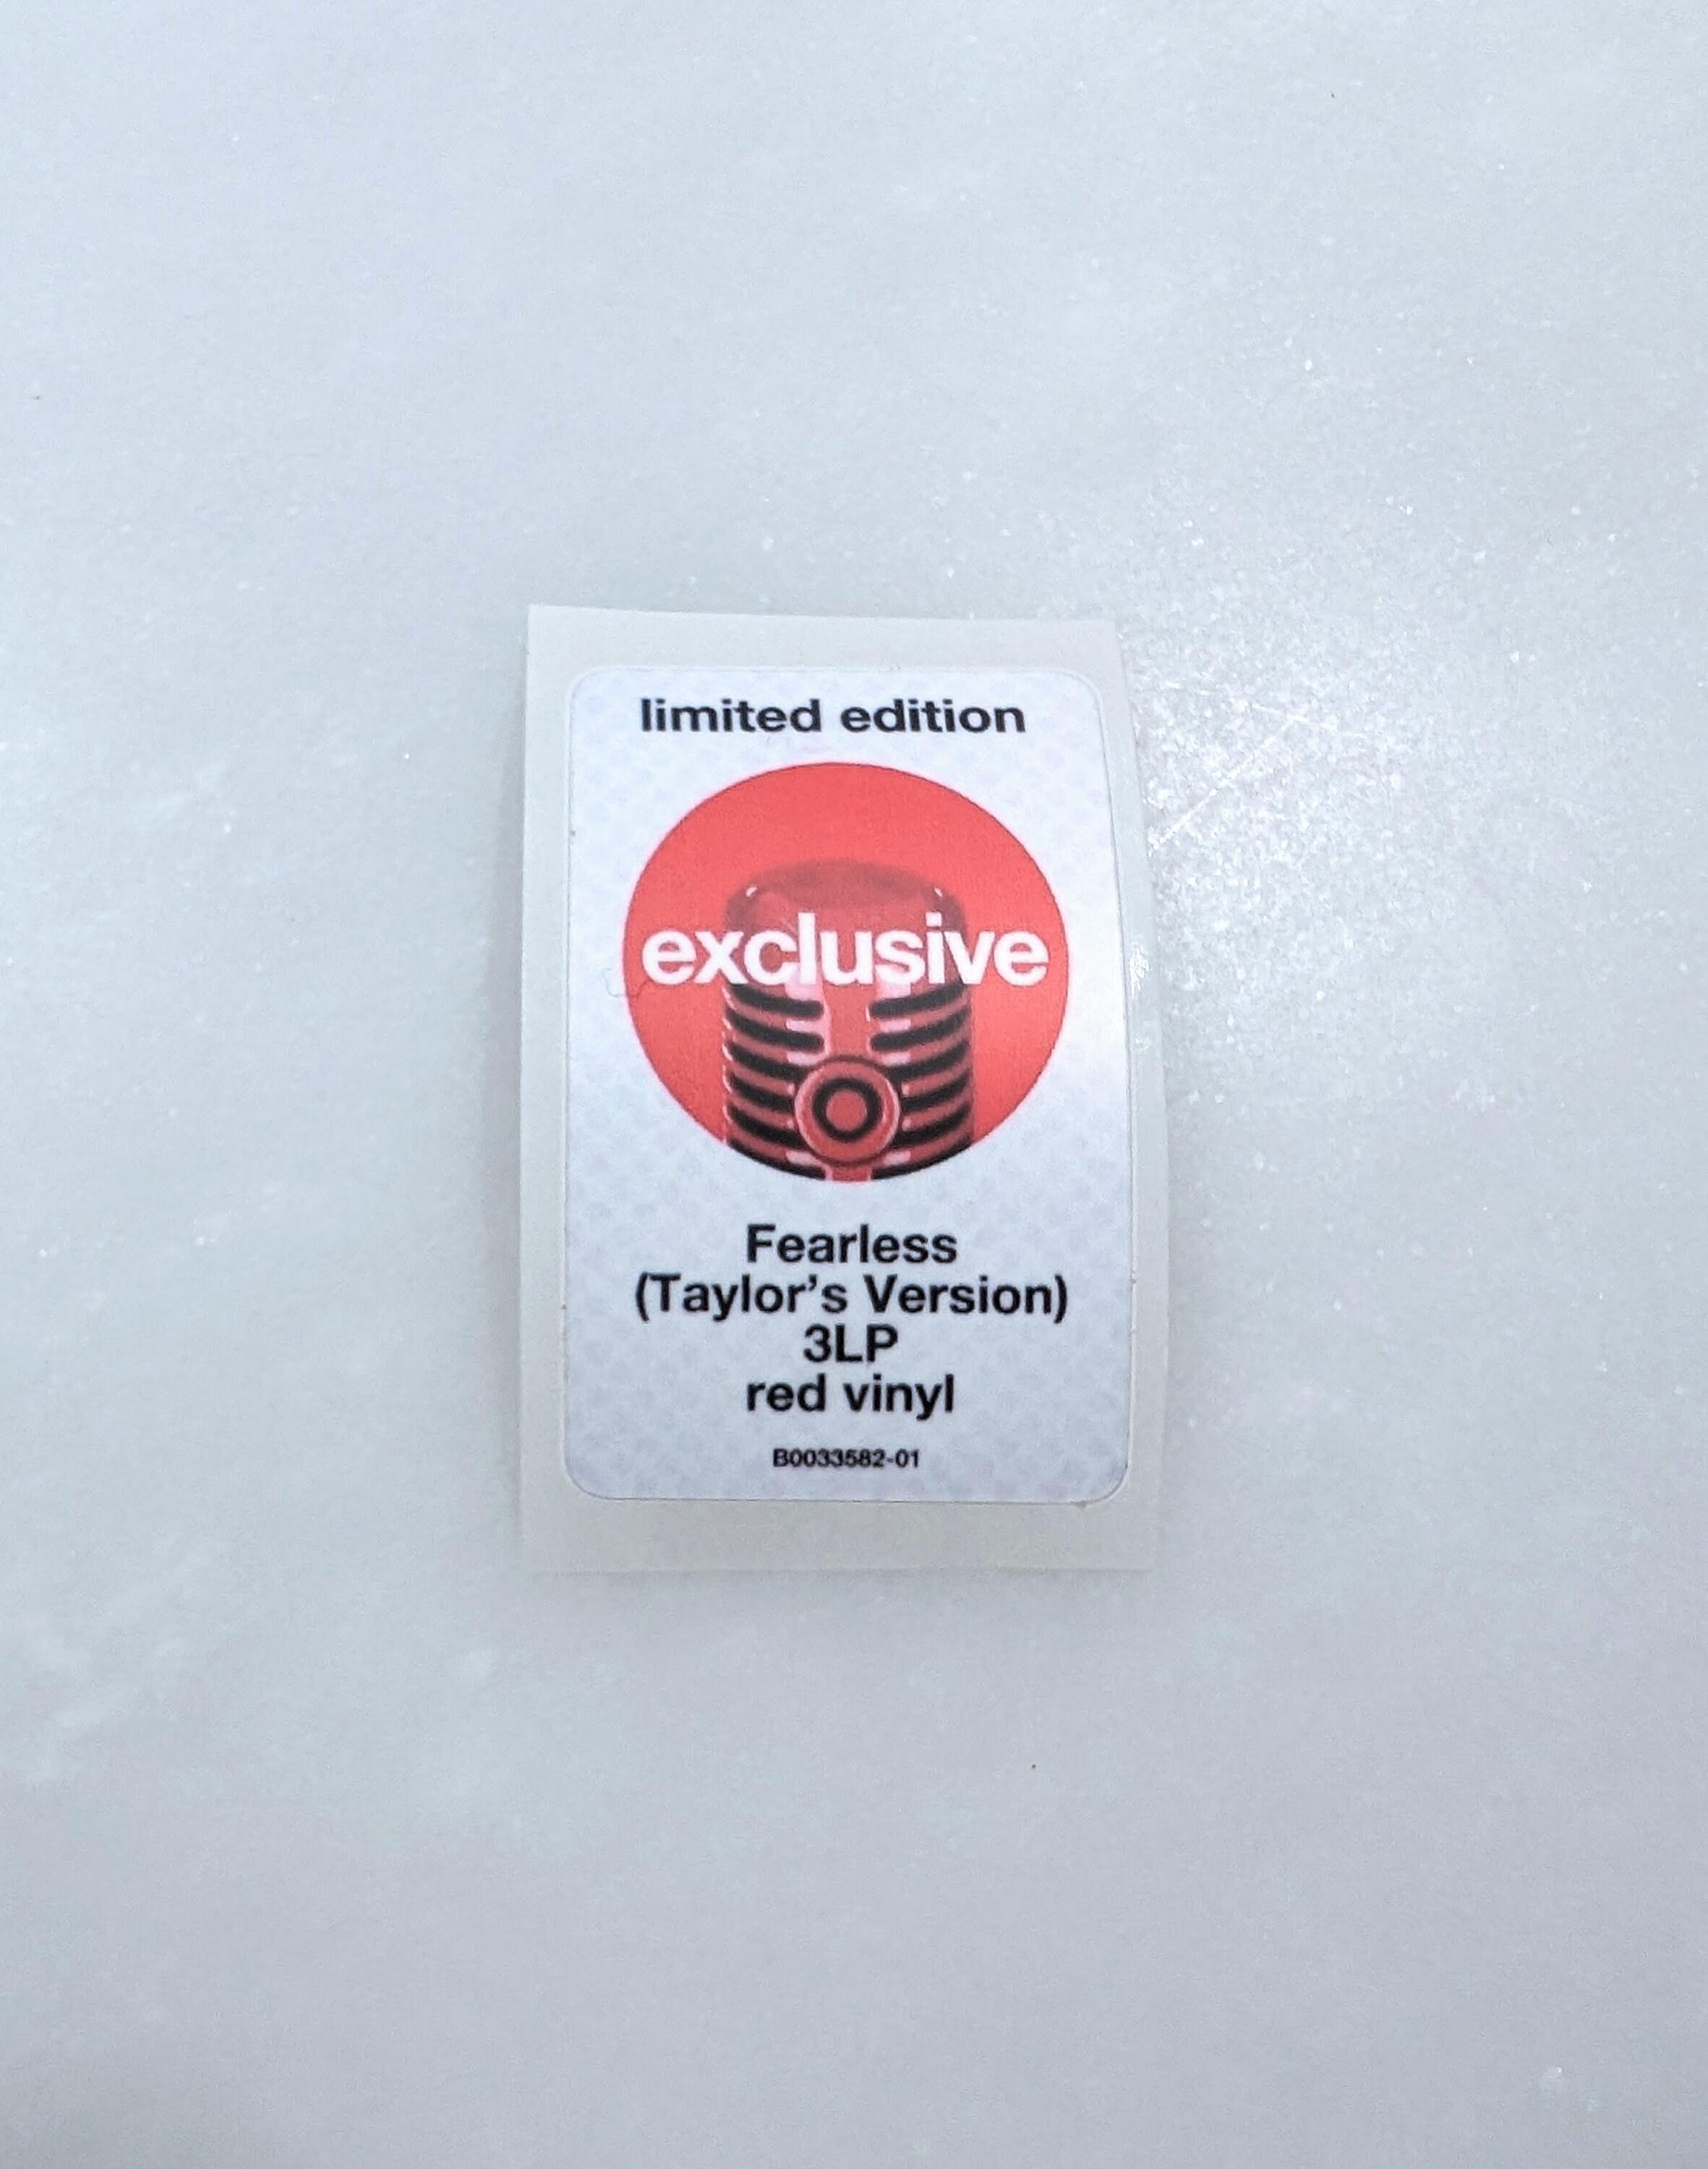 limited edition
exclusive
Fearless
(Taylor’s Version)
3LP
red vinyl
B0033582-01